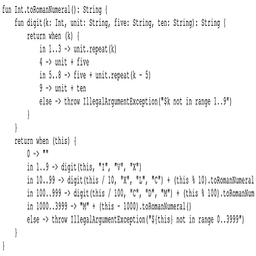 fun Int.toRomanNumeral(): String {
fun digit(k: Int, unit: String, five: String, ten: String): String {
return when (k) {
in 1..3 -> unit.repeat(k)
4 -> unit + five
in 5..8 -> five + unit.repeat(k - 5)
9 -> unit + ten
else -> throw IllegalArgumentException("$k not in range 1..9")
}
}
return when (this) {
0 -> ""
in 1..9 -> digit(this, "I", "V", "X")
in 10..99 -> digit(this / 10, "X", "L", "C") + (this % 10).toRomanNumeral
in 100..999 -> digit(this / 100, "C", "D", "M") + (this % 100).toRomanNum
in 1000..3999 -> "M" + (this - 1000).toRomanNumeral()
else -> throw IllegalArgumentException("${this} not in range 0..3999")
}
}